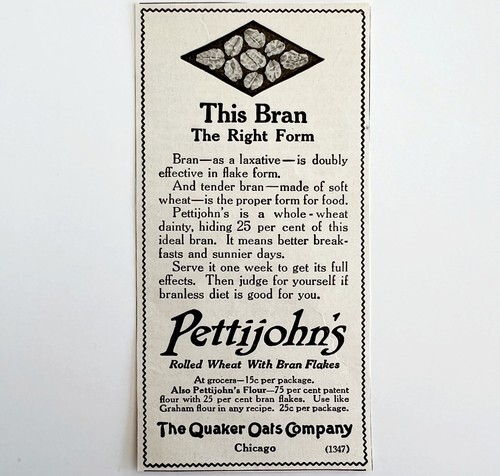 This Bran
The Right Form
Bran—as a laxative—is doubly
effective in flake form.
And tender bran—made of soft
wheat—is the proper form for food.
Pettijohn's is a whole-wheat
dainty, hiding 25 per cent of this
ideal bran. It means better break-
fasts and sunnier days.
Serve it one week to get its full
effects. Then judge for yourself if
branless diet is good for you.
Pettijohn's
Rolled Wheat With Bran Flakes
At grocers—15c per package.
Also Pettijohn's Flour—75 per cent patent
flour with 25 per cent bran flakes. Use like
Graham flour in any recipe. 25c per package.
The Quaker Oats Company
Chicago (1347)